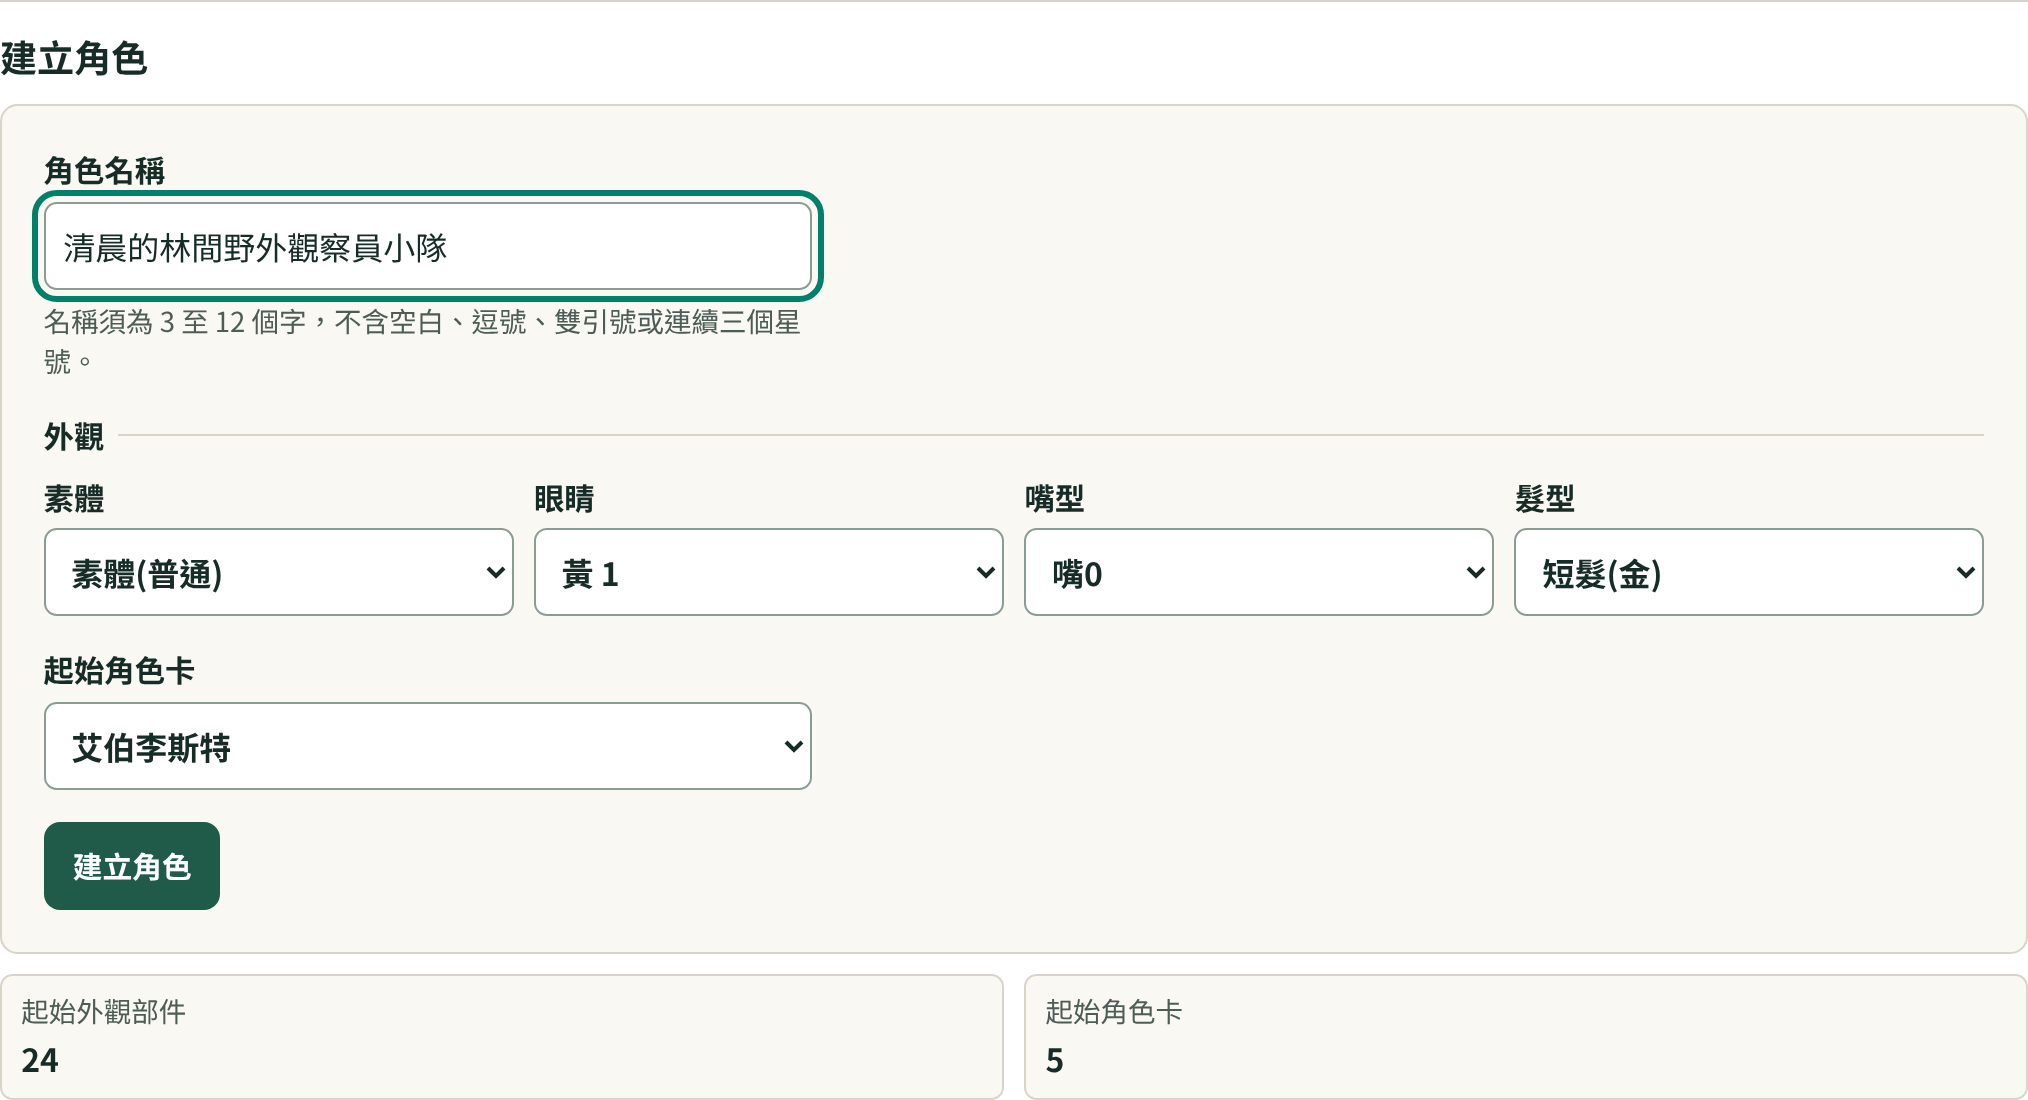 建立角色
角色名稱
清晨的林間野外觀察員小隊
名稱須為 3 至 12 個字，不含空白、逗號、雙引號或連續三個星
號。
外觀
素體
眼睛
嘴型
髮型
素體(普通)
黃 1
嘴0
短髮(金)
起始角色卡
艾伯李斯特
建立角色
起始外觀部件
起始角色卡
24
5